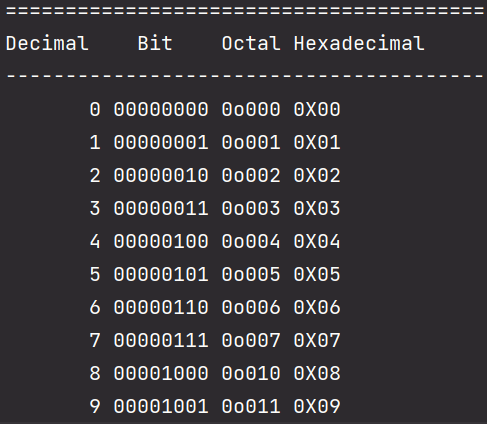 ========================================
Decimal    Bit    Octal Hexadecimal
----------------------------------------
       0 00000000 0o000 0X00
       1 00000001 0o001 0X01
       2 00000010 0o002 0X02
       3 00000011 0o003 0X03
       4 00000100 0o004 0X04
       5 00000101 0o005 0X05
       6 00000110 0o006 0X06
       7 00000111 0o007 0X07
       8 00001000 0o010 0X08
       9 00001001 0o011 0X09